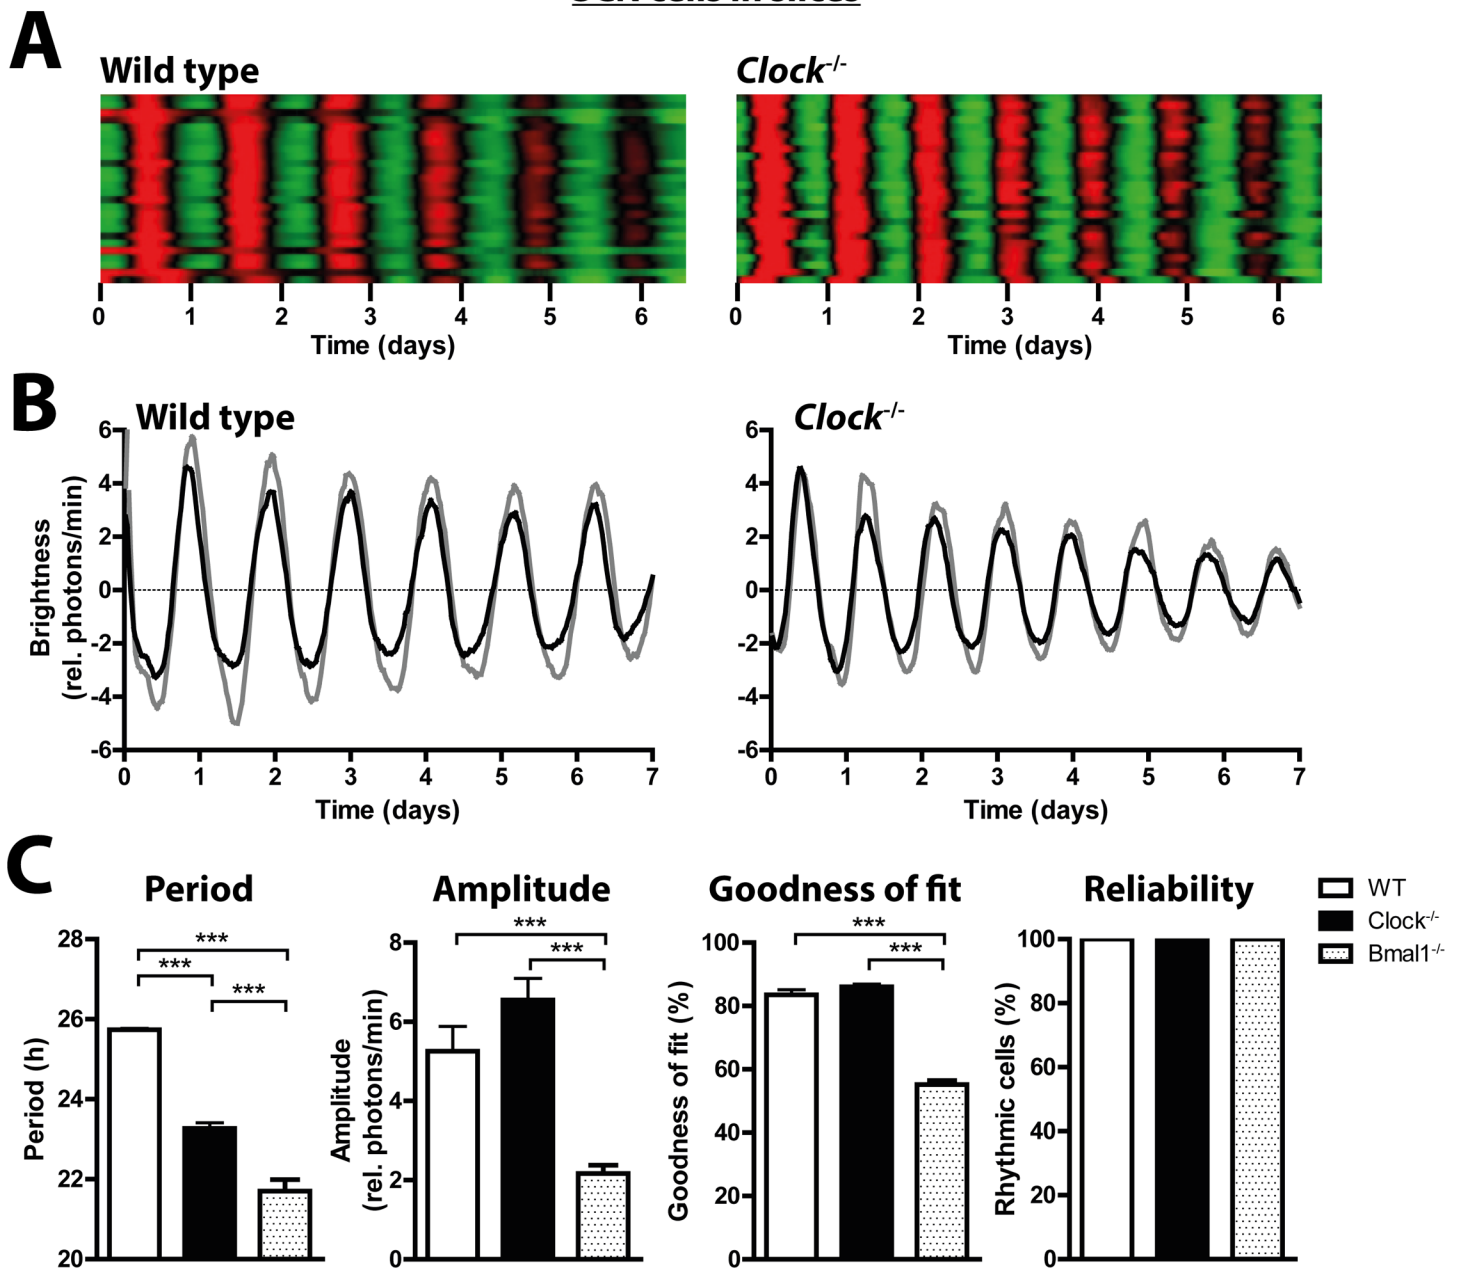 A
Wild type
Clock-/-
0 1 2 3 4 5 6
Time (days)
0 1 2 3 4 5 6
Time (days)
B
Wild type
Clock-/-
Brightness
(rel. photons/min)
6
4
2
0
-2
-4
-6
0 1 2 3 4 5 6 7
Time (days)
6
4
2
0
-2
-4
-6
0 1 2 3 4 5 6 7
Time (days)
C
Period
Period (h)
28
26
24
22
20
***
***
***
Amplitude
Amplitude
(rel. photons/min)
8
6
4
2
0
***
***
Goodness of fit
Goodness of fit (%)
100
80
60
40
20
0
***
***
Reliability
Rhythmic cells (%)
100
80
60
40
20
0
WT
Clock-/-
Bmal1-/-